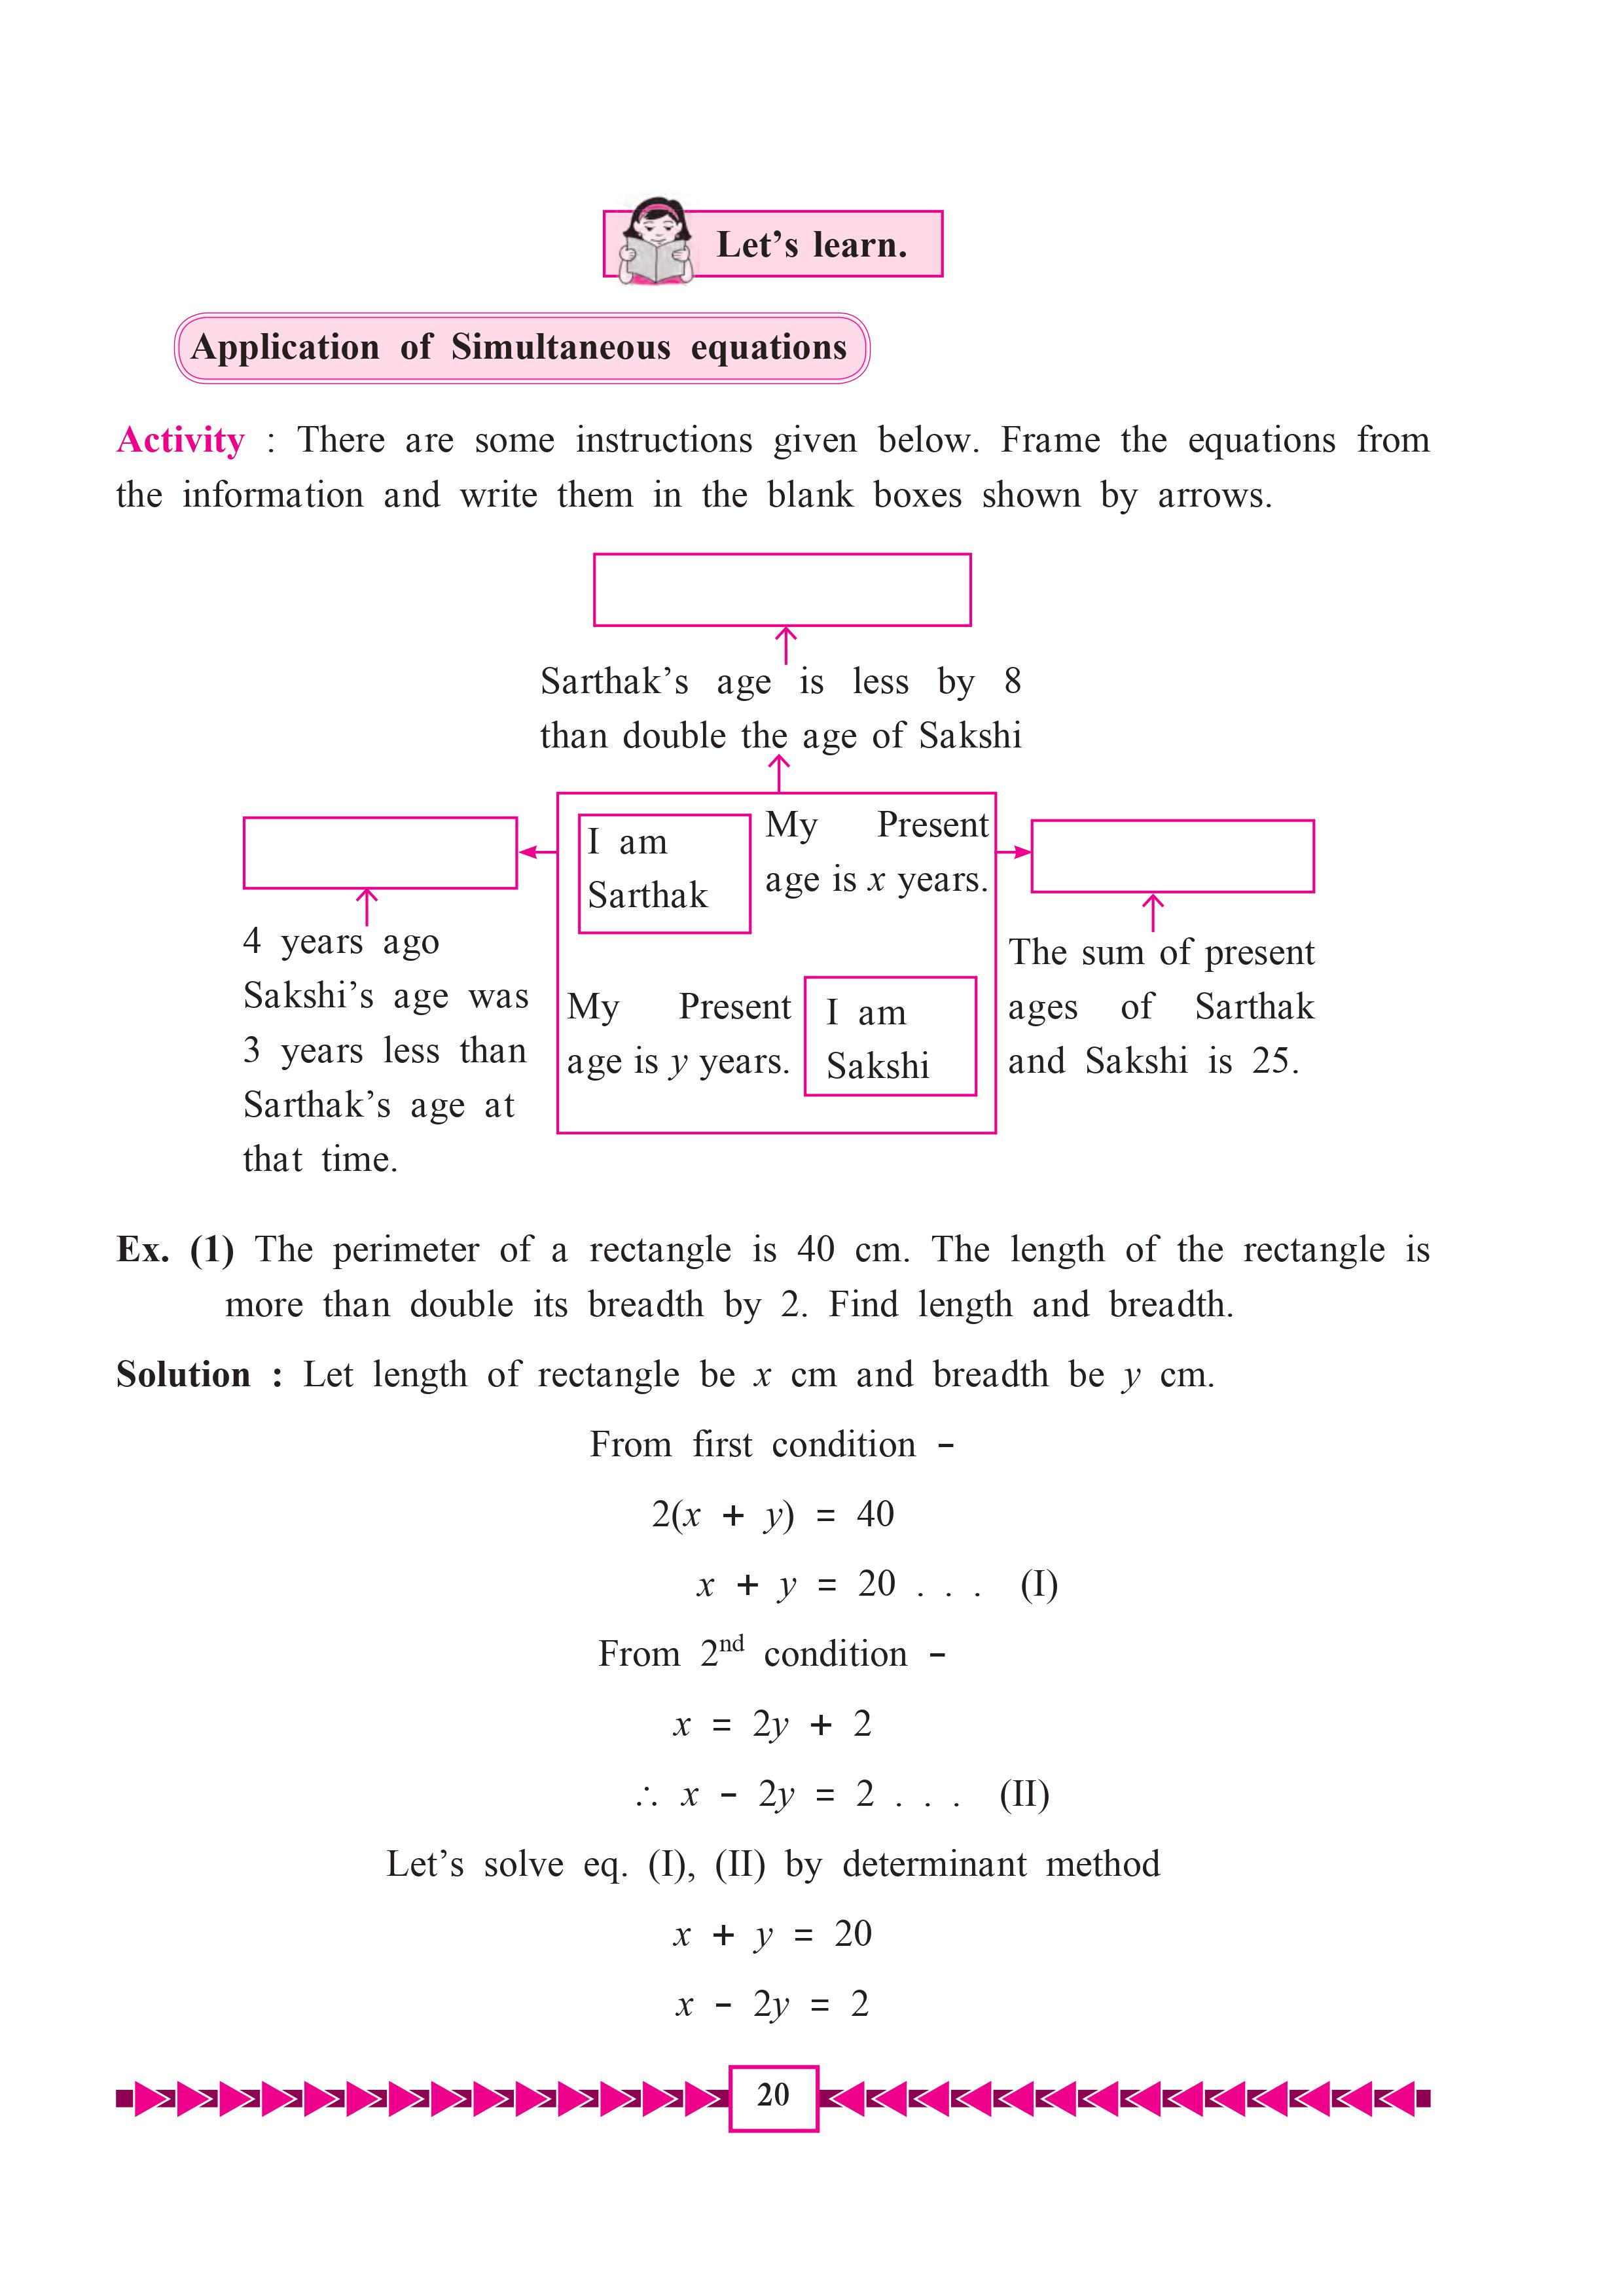 Let’s learn.
Application of Simultaneous equations
Activity : There are some instructions given below. Frame the equations from
the information and write them in the blank boxes shown by arrows.
Sarthak’s age is less by 8
than double the age of Sakshi
I am
Sarthak
My Present
age is x years.
4 years ago
Sakshi’s age was
3 years less than
Sarthak’s age at
that time.
My Present
age is y years.
I am
Sakshi
The sum of present
ages of Sarthak
and Sakshi is 25.
Ex. (1) The perimeter of a rectangle is 40 cm. The length of the rectangle is
more than double its breadth by 2. Find length and breadth.
Solution : Let length of rectangle be x cm and breadth be y cm.
From first condition -
2(x + y) = 40
x + y = 20 . . . (I)
From 2nd condition -
x = 2y + 2
∴ x - 2y = 2 . . . (II)
Let’s solve eq. (I), (II) by determinant method
x + y = 20
x - 2y = 2
20